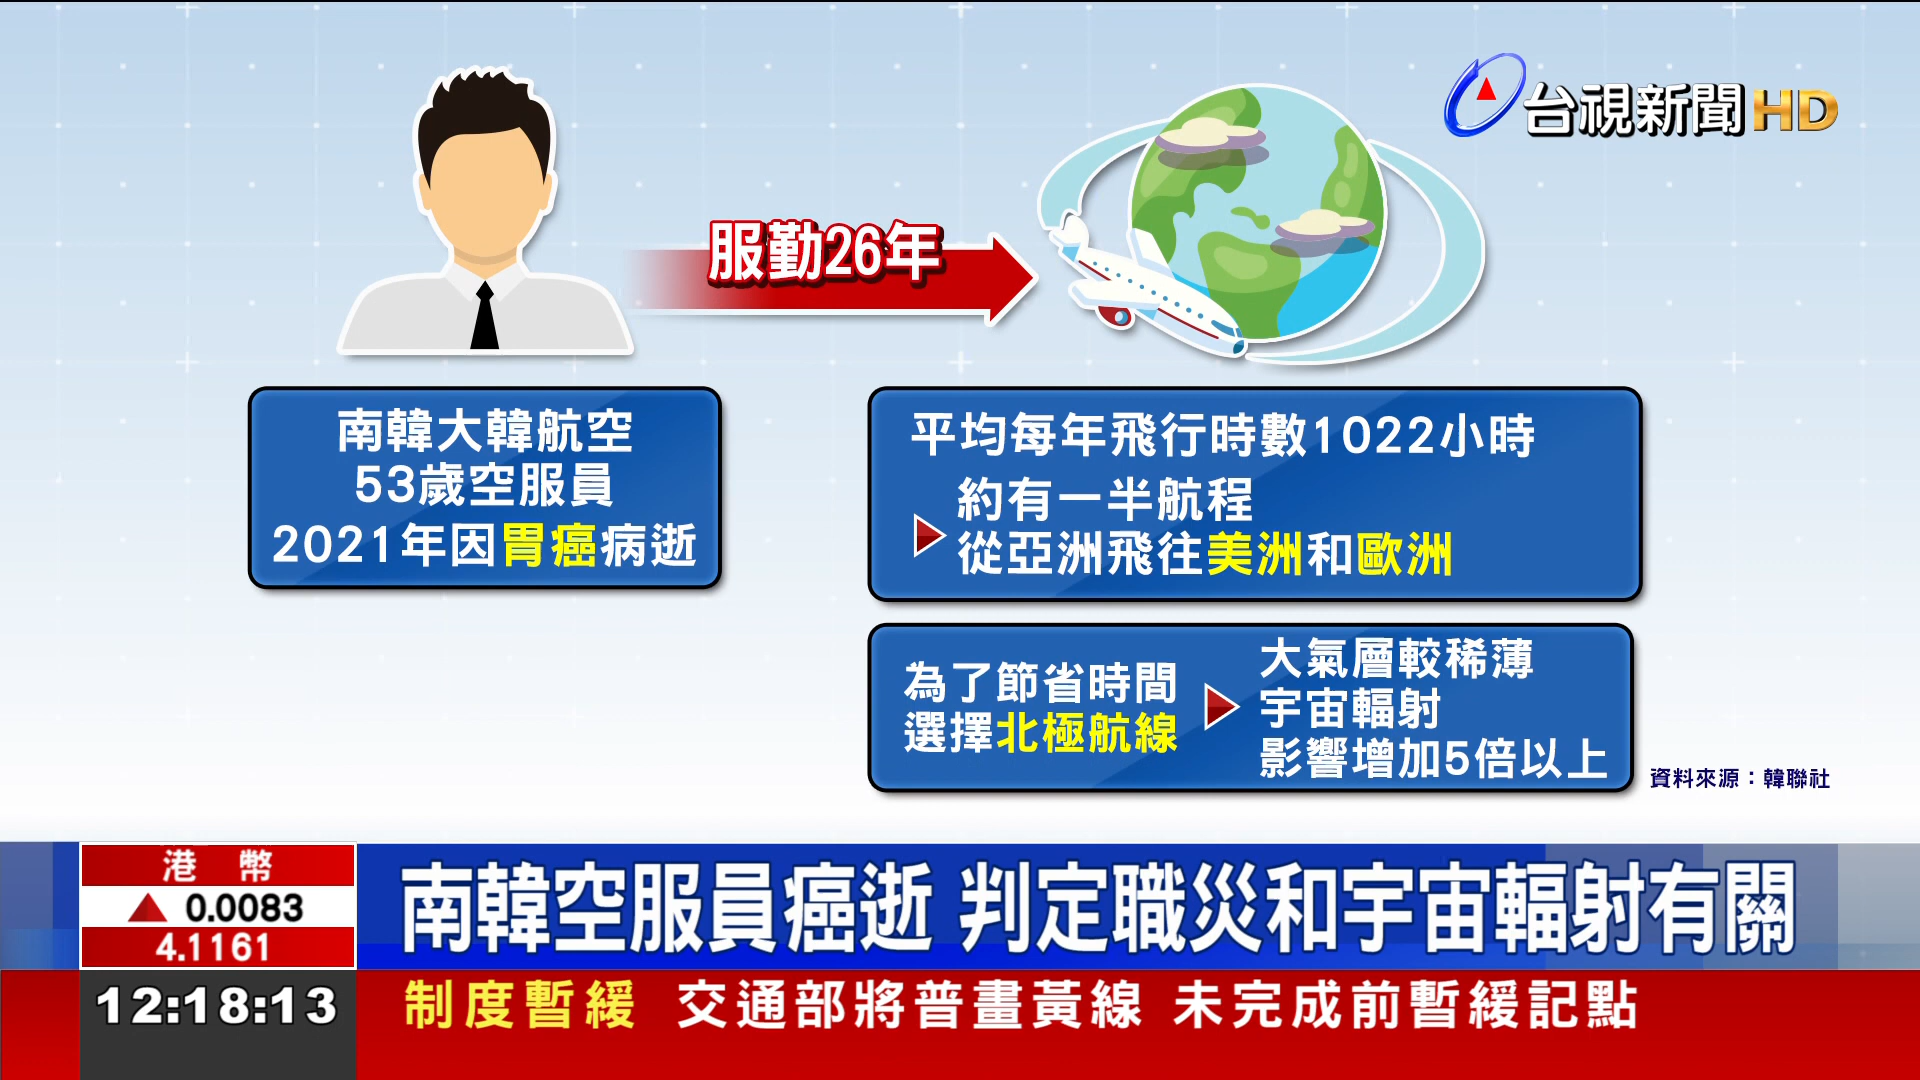 台視新聞HD
服勤26年
南韓大韓航空
53歲空服員
2021年因胃癌病逝
平均每年飛行時數1022小時
約有一半航程
從亞洲飛往美洲和歐洲
為了節省時間
選擇北極航線
大氣層較稀薄
宇宙輻射
影響增加5倍以上
資料來源：韓聯社
港幣
0.0083
4.1161
南韓空服員癌逝 判定職災和宇宙輻射有關
12:18:13
制度暫緩 交通部將普畫黃線 未完成前暫緩記點